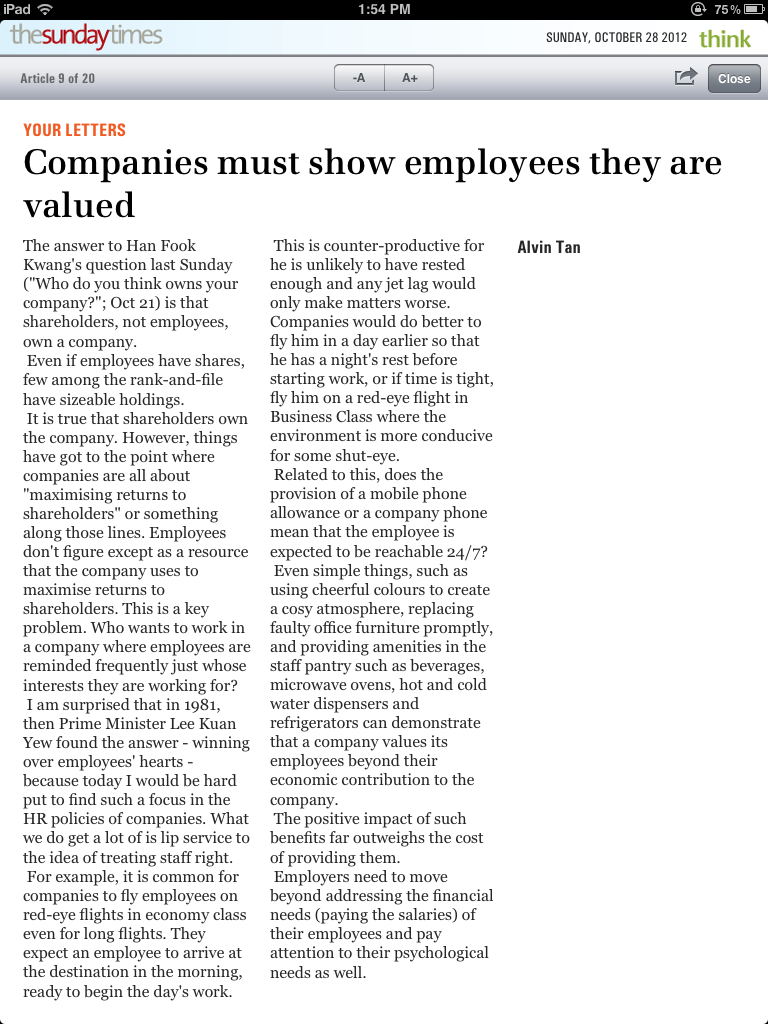 iPad 1:54 PM 75%
thesundaytimes SUNDAY, OCTOBER 28 2012 think
Article 9 of 20 -A A+ Close
YOUR LETTERS
Companies must show employees they are
valued
The answer to Han Fook
Kwang's question last Sunday
("Who do you think owns your
company?"; Oct 21) is that
shareholders, not employees,
own a company.
Even if employees have shares,
few among the rank-and-file
have sizeable holdings.
It is true that shareholders own
the company. However, things
have got to the point where
companies are all about
"maximising returns to
shareholders" or something
along those lines. Employees
don't figure except as a resource
that the company uses to
maximise returns to
shareholders. This is a key
problem. Who wants to work in
a company where employees are
reminded frequently just whose
interests they are working for?
I am surprised that in 1981,
then Prime Minister Lee Kuan
Yew found the answer - winning
over employees' hearts -
because today I would be hard
put to find such a focus in the
HR policies of companies. What
we do get a lot of is lip service to
the idea of treating staff right.
For example, it is common for
companies to fly employees on
red-eye flights in economy class
even for long flights. They
expect an employee to arrive at
the destination in the morning,
ready to begin the day's work.
This is counter-productive for
he is unlikely to have rested
enough and any jet lag would
only make matters worse.
Companies would do better to
fly him in a day earlier so that
he has a night's rest before
starting work, or if time is tight,
fly him on a red-eye flight in
Business Class where the
environment is more conducive
for some shut-eye.
Related to this, does the
provision of a mobile phone
allowance or a company phone
mean that the employee is
expected to be reachable 24/7?
Even simple things, such as
using cheerful colours to create
a cosy atmosphere, replacing
faulty office furniture promptly,
and providing amenities in the
staff pantry such as beverages,
microwave ovens, hot and cold
water dispensers and
refrigerators can demonstrate
that a company values its
employees beyond their
economic contribution to the
company.
The positive impact of such
benefits far outweighs the cost
of providing them.
Employers need to move
beyond addressing the financial
needs (paying the salaries) of
their employees and pay
attention to their psychological
needs as well.
Alvin Tan